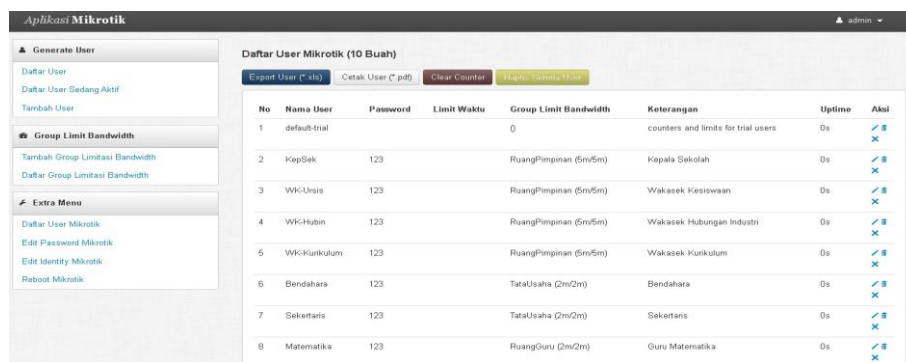 Aplikasi Mikrotik
admin
Generate User
Daftar User
Daftar User Sedang Aktif
Tambah User
Group Limit Bandwidth
Tambah Group Limitasi Bandwidth
Daftar Group Limitasi Bandwidth
Extra Menu
Daftar User Mikrotik
Edit Password Mikrotik
Edit Identity Mikrotik
Reboot Mikrotik
Daftar User Mikrotik (10 Buah)
Export User (*.xls) Cetak User (*.pdf) Clear Counter Hapus Semua User
No Nama User Password Limit Waktu Group Limit Bandwidth Keterangan Uptime Aksi
1 default-trial () counters and limits for trial users 0s
2 KepSek 123 RuangPimpinan (5m/5m) Kepala Sekolah 0s
3 WK-Ursis 123 RuangPimpinan (5m/5m) Wakasek Kesiswaan 0s
4 WK-Hubin 123 RuangPimpinan (5m/5m) Wakasek Hubungan Industri 0s
5 WK-Kurikulum 123 RuangPimpinan (5m/5m) Wakasek Kurikulum 0s
6 Bendahara 123 TataUsaha (2m/2m) Bendahara 0s
7 Sekertaris 123 TataUsaha (2m/2m) Sekertaris 0s
8 Matematika 123 RuangGuru (2m/2m) Guru Matematika 0s